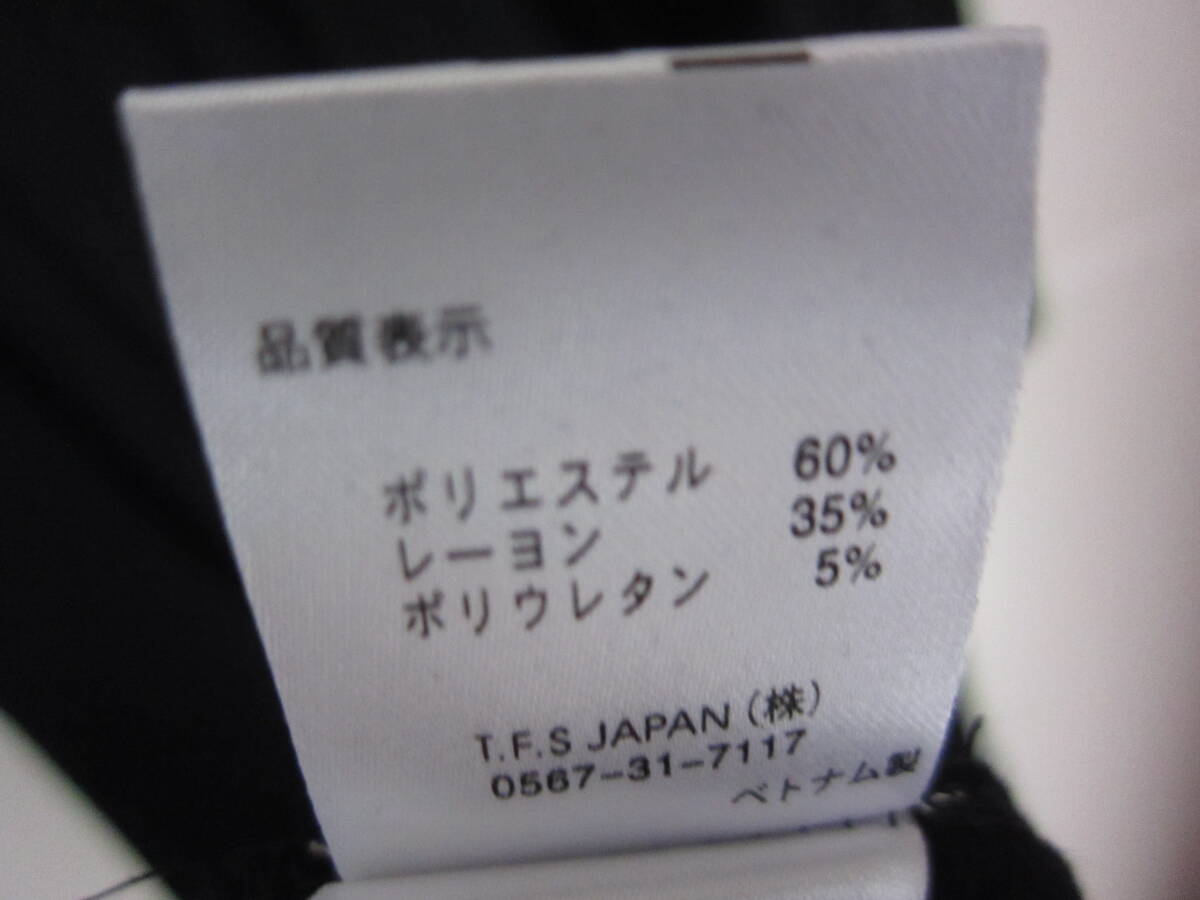 品質表示
ポリエステル 60%
レーヨン 35%
ポリウレタン 5%
T.F.S JAPAN(株)
0567-31-7117
ベトナム製